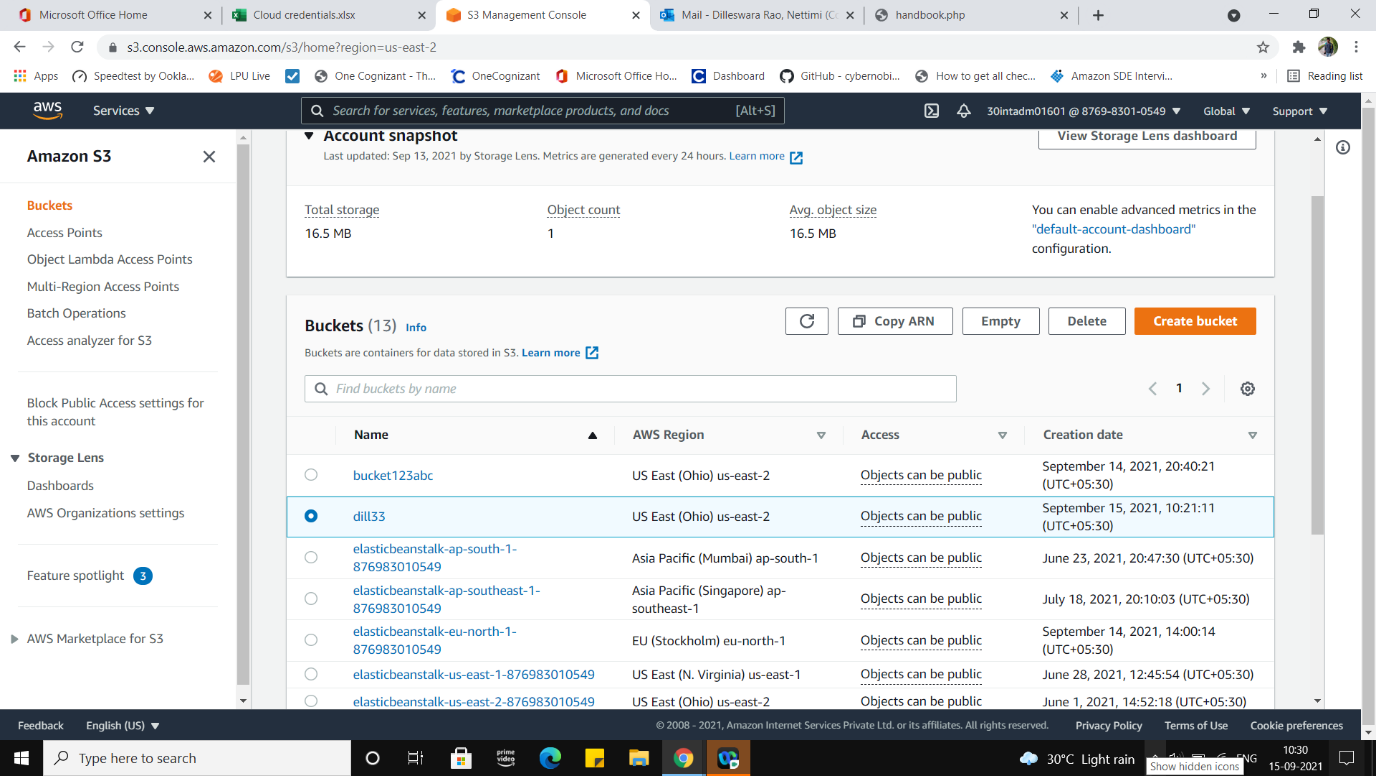 Microsoft Office Home
Cloud credentials.xlsx
S3 Management Console
Mail - Dilleswara Rao, Nettimi (Co
handbook.php
s3.console.aws.amazon.com/s3/home?region=us-east-2
Apps
Speedtest by Ookla...
LPU Live
One Cognizant - Th...
OneCognizant
Microsoft Office Ho...
Dashboard
GitHub - cybernobi...
How to get all chec...
Amazon SDE Intervi...
»
Reading list
aws
Services
Search for services, features, marketplace products, and docs
[Alt+S]
30intadm01601 @ 8769-8301-0549
Global
Support
Amazon S3
Buckets
Access Points
Object Lambda Access Points
Multi-Region Access Points
Batch Operations
Access analyzer for S3
Block Public Access settings for
this account
Storage Lens
Dashboards
AWS Organizations settings
Feature spotlight 3
AWS Marketplace for S3
Account snapshot
Last updated: Sep 13, 2021 by Storage Lens. Metrics are generated every 24 hours. Learn more
View Storage Lens dashboard
Total storage
16.5 MB
Object count
1
Avg. object size
16.5 MB
You can enable advanced metrics in the
"default-account-dashboard"
configuration.
Buckets (13) Info
Copy ARN
Empty
Delete
Create bucket
Buckets are containers for data stored in S3. Learn more
Find buckets by name
1
Name
AWS Region
Access
Creation date
bucket123abc
US East (Ohio) us-east-2
Objects can be public
September 14, 2021, 20:40:21
(UTC+05:30)
dill33
US East (Ohio) us-east-2
Objects can be public
September 15, 2021, 10:21:11
(UTC+05:30)
elasticbeanstalk-ap-south-1-
876983010549
Asia Pacific (Mumbai) ap-south-1
Objects can be public
June 23, 2021, 20:47:30 (UTC+05:30)
elasticbeanstalk-ap-southeast-1-
876983010549
Asia Pacific (Singapore) ap-
southeast-1
Objects can be public
July 18, 2021, 20:10:03 (UTC+05:30)
elasticbeanstalk-eu-north-1-
876983010549
EU (Stockholm) eu-north-1
Objects can be public
September 14, 2021, 14:00:14
(UTC+05:30)
elasticbeanstalk-us-east-1-876983010549
US East (N. Virginia) us-east-1
Objects can be public
June 28, 2021, 12:45:54 (UTC+05:30)
elasticbeanstalk-us-east-2-876983010549
US East (Ohio) us-east-2
Objects can be public
June 1, 2021, 14:52:18 (UTC+05:30)
Feedback
English (US)
© 2008 - 2021, Amazon Internet Services Private Ltd. or its affiliates. All rights reserved.
Privacy Policy
Terms of Use
Cookie preferences
Type here to search
prime
video
30°C Light rain
ENG
10:30
15-09-2021
Show hidden icons